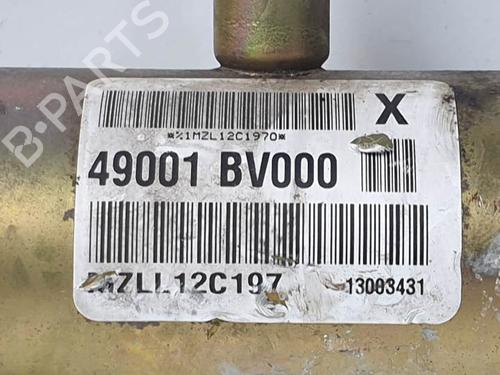 B-PARTS
X
*%1MZL12C1970*
49001 BV000
13003431